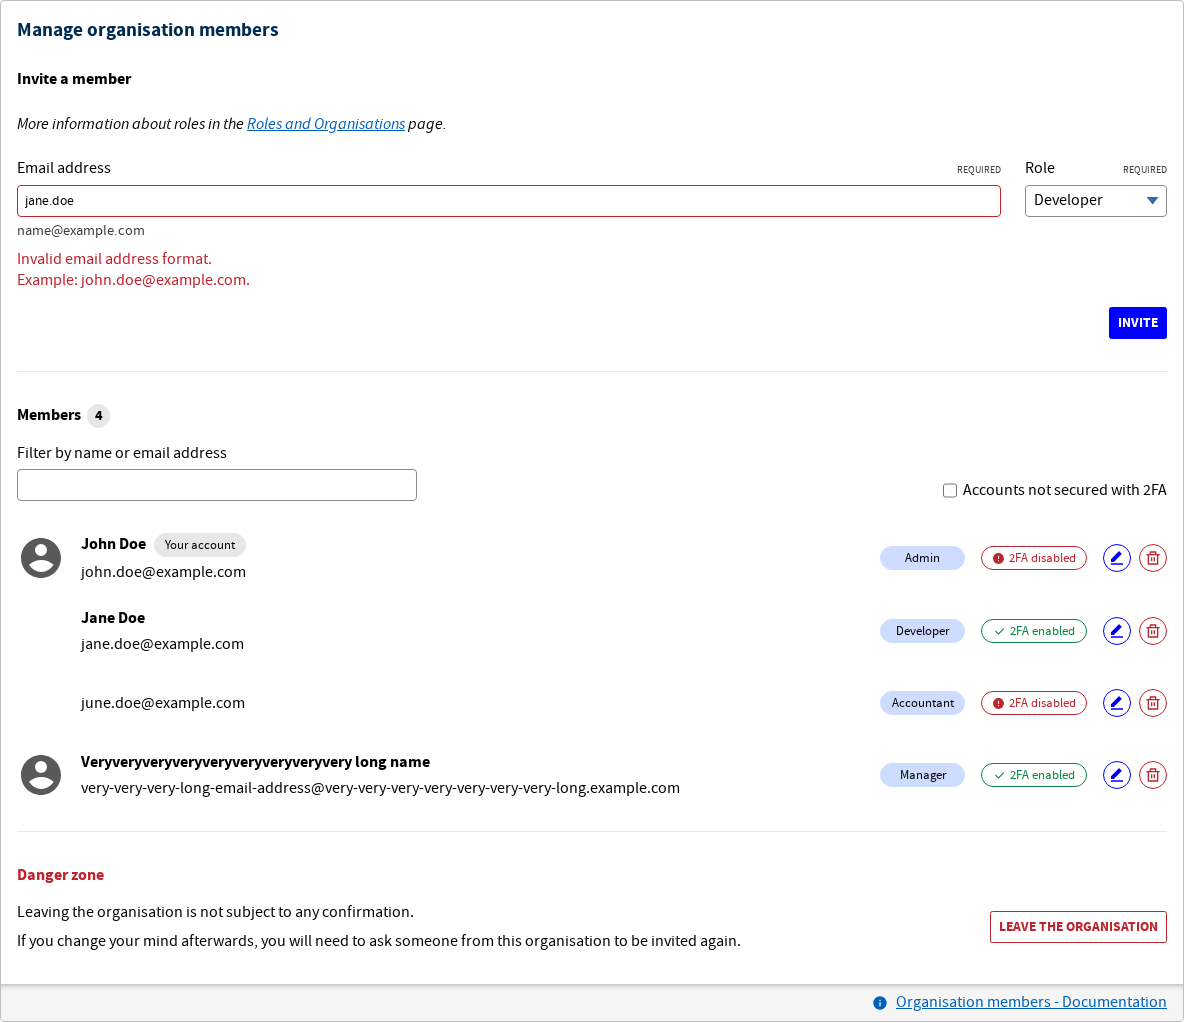 Manage organisation members
Invite a member
More information about roles in the Roles and Organisations page.
Email address REQUIRED Role REQUIRED
jane.doe Developer
name@example.com
Invalid email address format.
Example: john.doe@example.com.
INVITE
Members 4
Filter by name or email address
Accounts not secured with 2FA
John Doe Your account
john.doe@example.com
Admin 2FA disabled
Jane Doe
jane.doe@example.com
Developer 2FA enabled
june.doe@example.com Accountant 2FA disabled
Veryveryveryveryveryveryveryveryvery long name
very-very-very-long-email-address@very-very-very-very-very-very-very-long.example.com
Manager 2FA enabled
Danger zone
Leaving the organisation is not subject to any confirmation.
If you change your mind afterwards, you will need to ask someone from this organisation to be invited again.
LEAVE THE ORGANISATION
Organisation members - Documentation